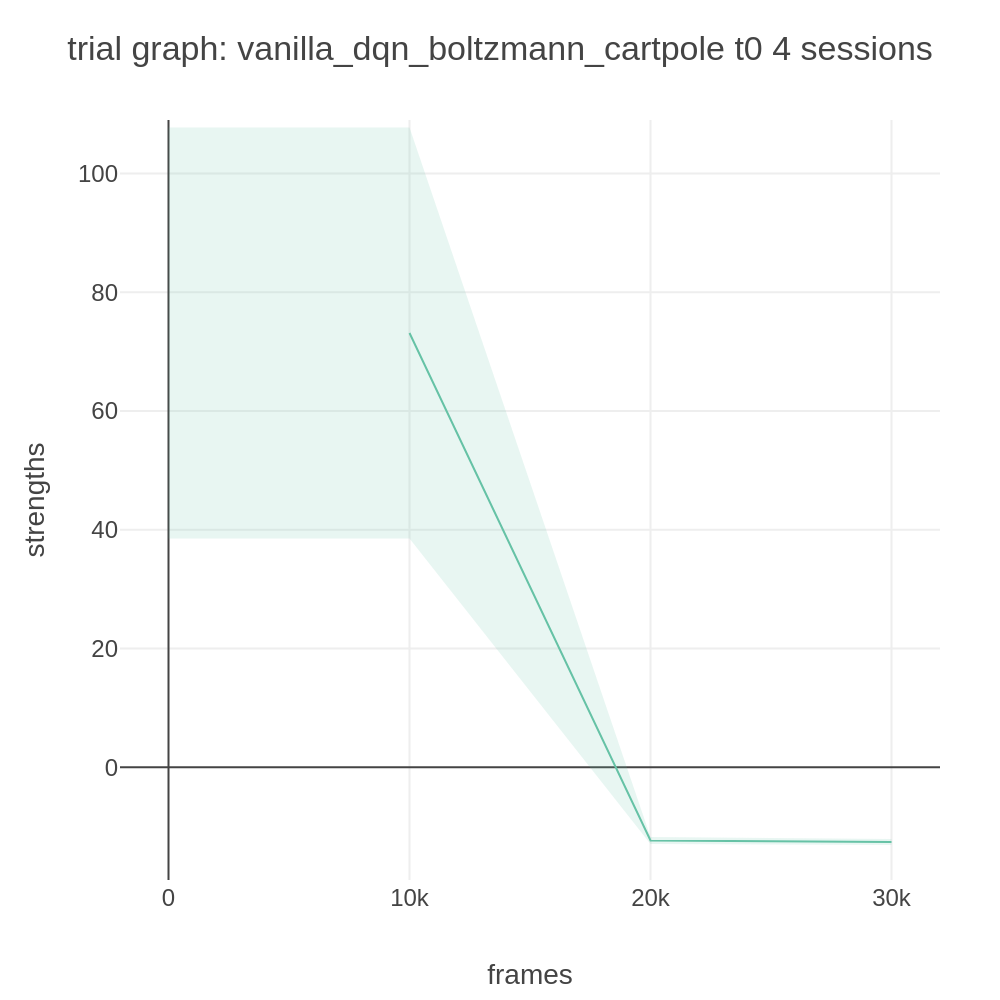 trial graph: vanilla_dqn_boltzmann_cartpole t0 4 sessions
100
80
60
40
20
0
strengths
0 10k 20k 30k
frames